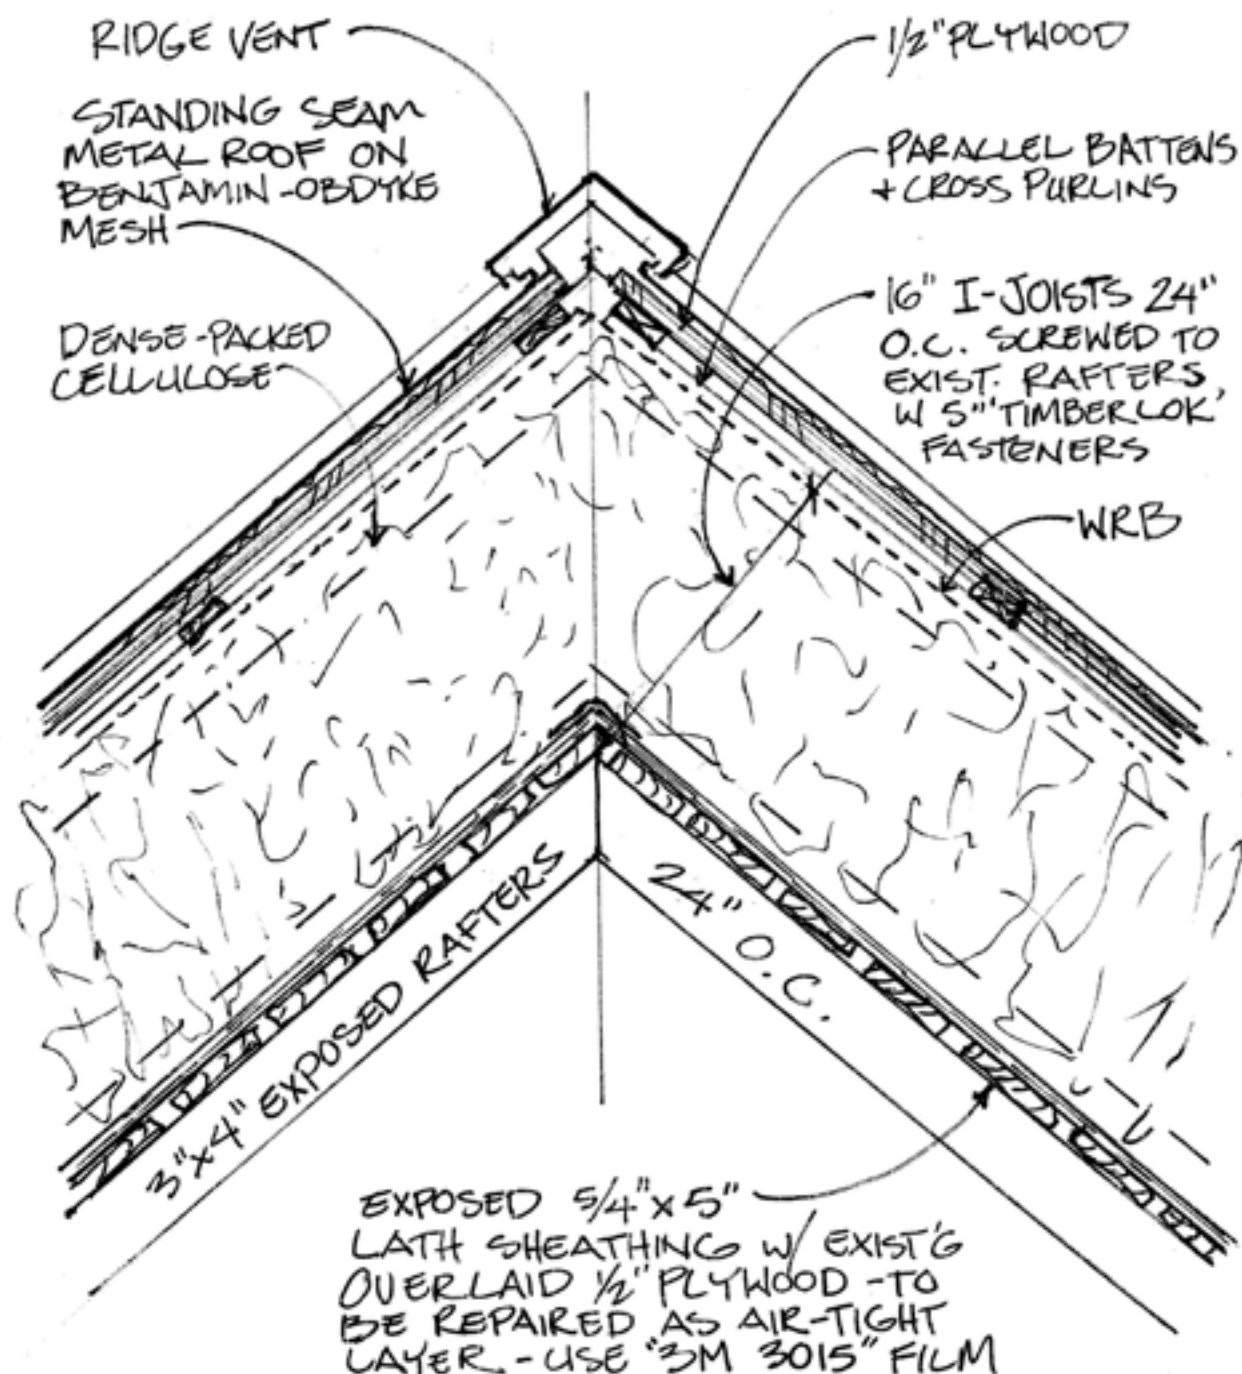 RIDGE VENT
STANDING SEAM
METAL ROOF ON
BENJAMIN-OBDYKE
MESH
DENSE-PACKED
CELLULOSE
1/2" PLYWOOD
PARALLEL BATTENS
+ CROSS PURLINS
16" I-JOISTS 24"
O.C. SCREWED TO
EXIST. RAFTERS
W 5" 'TIMBERLOK'
FASTENERS
WRB
3"x4" EXPOSED RAFTERS
24" O.C.
EXPOSED 5/4"x5"
LATH SHEATHING W/ EXIST'G
OVERLAID 1/2" PLYWOOD - TO
BE REPAIRED AS AIR-TIGHT
LAYER - USE "3M 3015" FILM